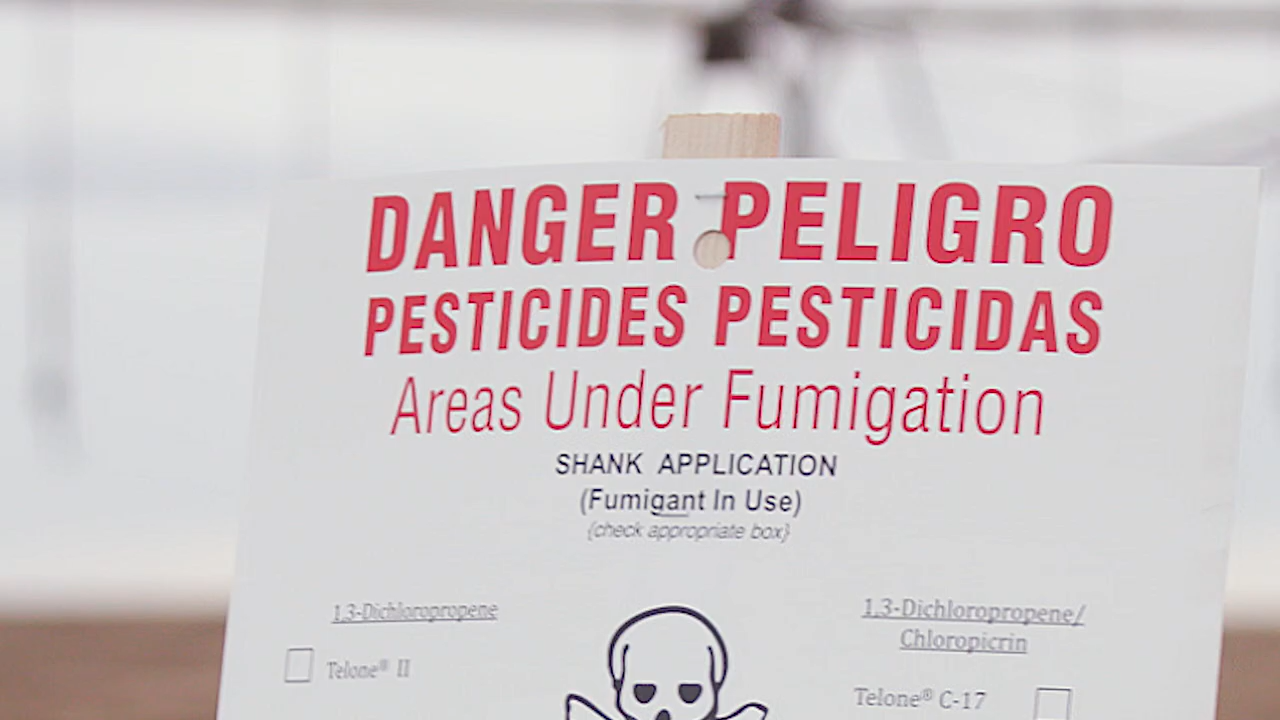 DANGER PELIGRO
PESTICIDES PESTICIDAS
Areas Under Fumigation
SHANK APPLICATION
(Fumigant In Use)
{check appropriate box}
1,3-Dichloropropene
Telone® II
1,3-Dichloropropene/
Chloropicrin
Telone® C-17